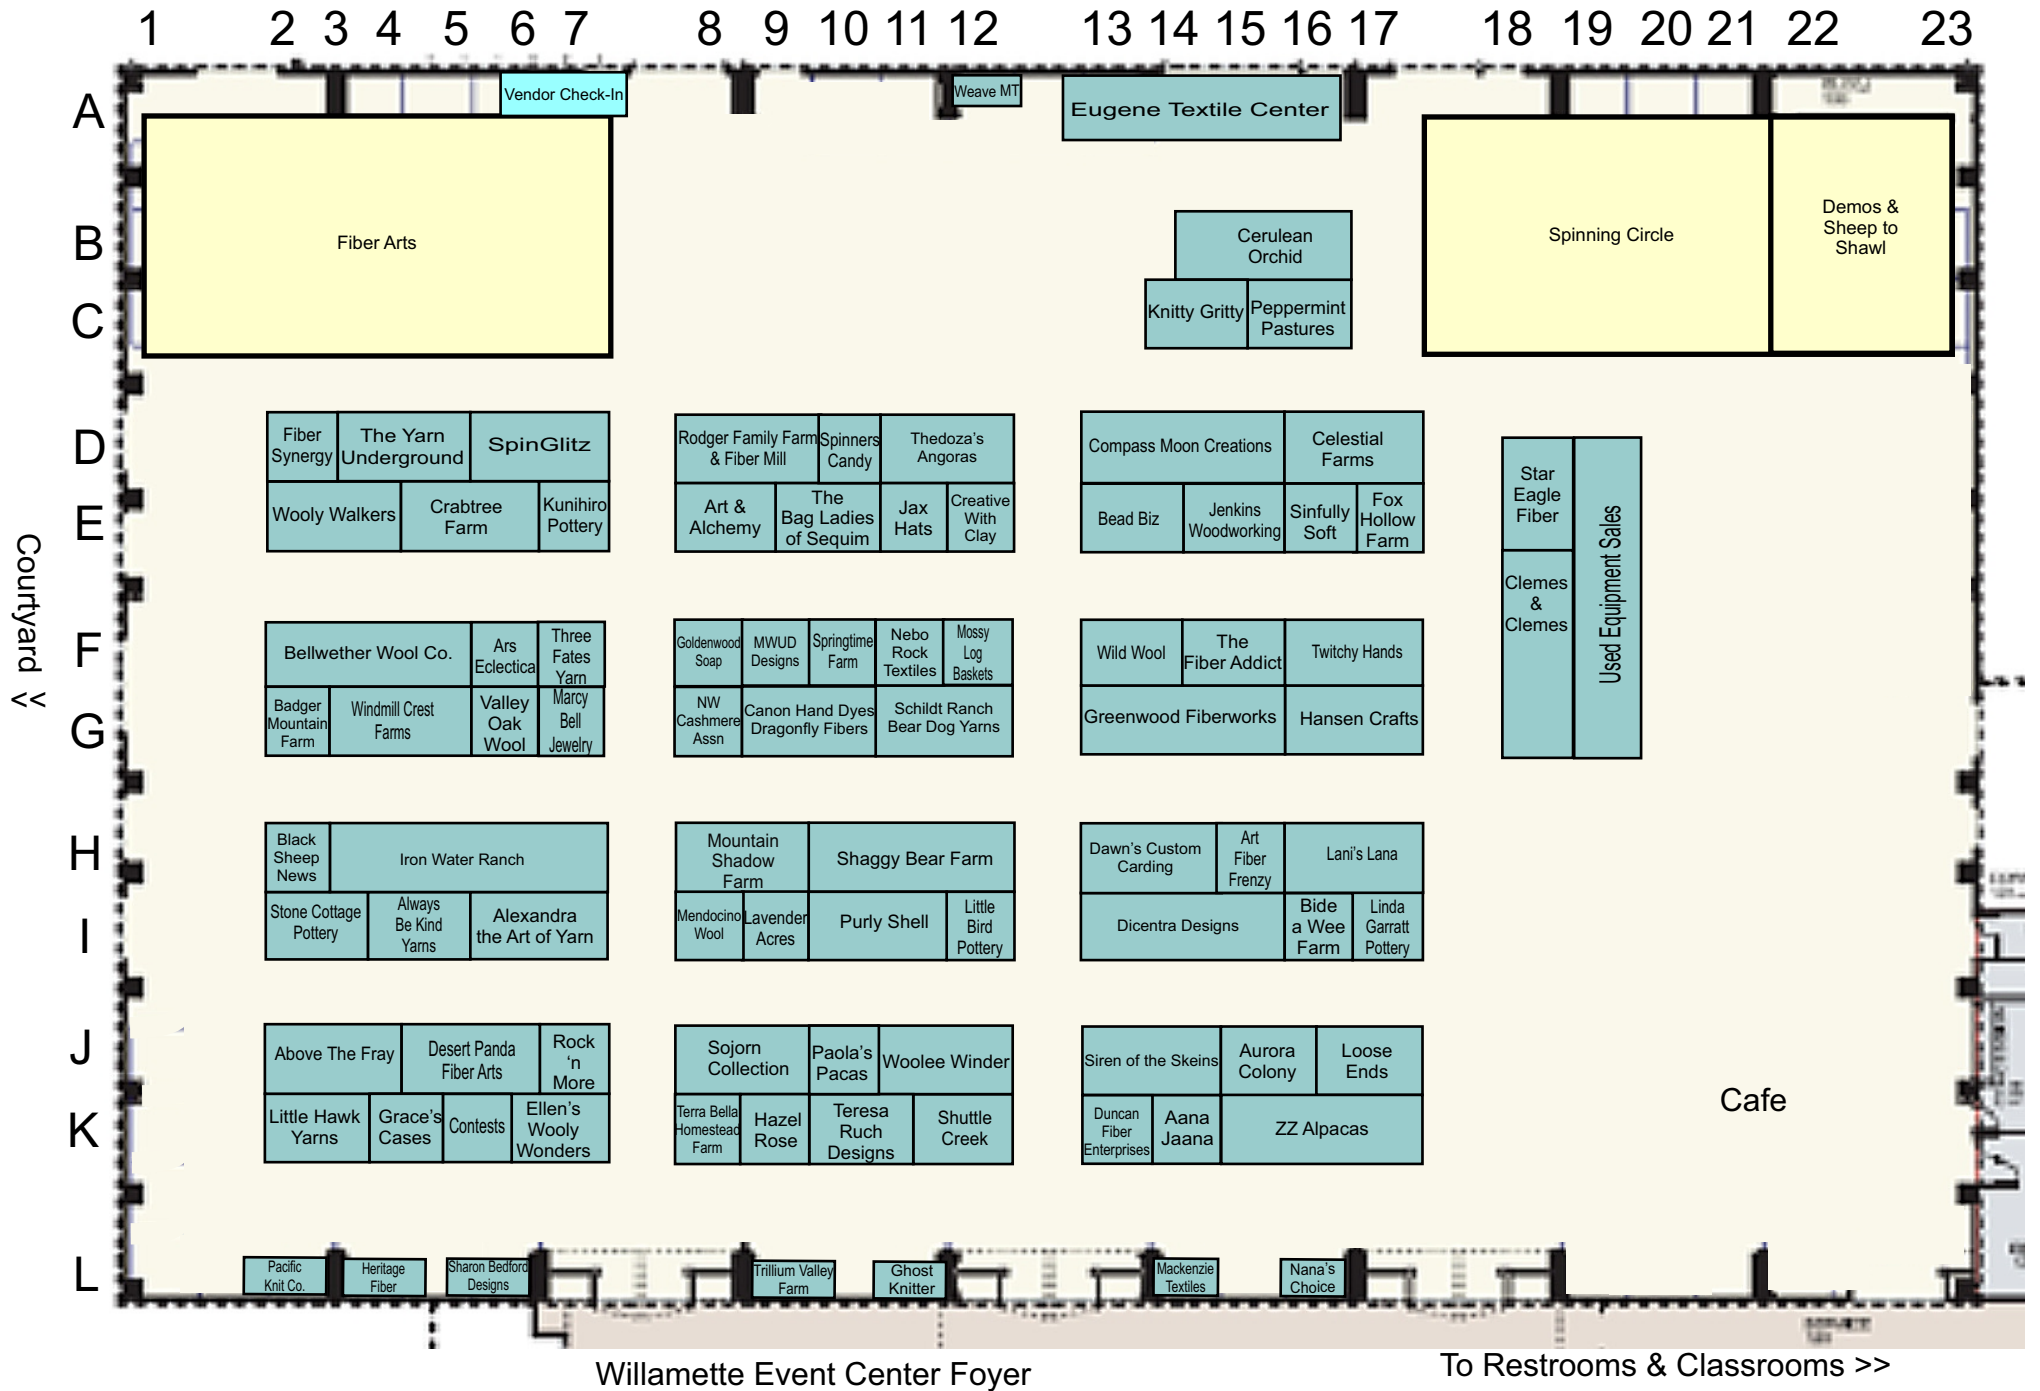 1 2 3 4 5 6 7 8 9 10 11 12 13 14 15 16 17 18 19 20 21 22 23
A
Vendor Check-In
Weave MT
Eugene Textile Center
B
Fiber Arts
Cerulean
Orchid
Spinning Circle
Demos &
Sheep to
Shawl
C
Knitty Gritty
Peppermint
Pastures
D
Fiber
Synergy
The Yarn
Underground
SpinGlitz
Rodger Family Farm
& Fiber Mill
Spinners
Candy
Thedoza's
Angoras
Compass Moon Creations
Celestial
Farms
Star
Eagle
Fiber
Used Equipment Sales
E
Wooly Walkers
Crabtree
Farm
Kunihiro
Pottery
Art &
Alchemy
The
Bag Ladies
of Sequim
Jax
Hats
Creative
With
Clay
Bead Biz
Jenkins
Woodworking
Sinfully
Soft
Fox
Hollow
Farm
Clemes
&
Clemes
Courtyard >>
F
Bellwether Wool Co.
Ars
Eclectica
Three
Fates
Yarn
Goldenwood
Soap
MWUD
Designs
Springtime
Farm
Nebo
Rock
Textiles
Mossy
Log
Baskets
Wild Wool
The
Fiber Addict
Twitchy Hands
G
Badger
Mountain
Farm
Windmill Crest
Farms
Valley
Oak
Wool
Marcy
Bell
Jewelry
NW
Cashmere
Assn
Canon Hand Dyes
Dragonfly Fibers
Schildt Ranch
Bear Dog Yarns
Greenwood Fiberworks
Hansen Crafts
H
Black
Sheep
News
Iron Water Ranch
Mountain
Shadow
Farm
Shaggy Bear Farm
Dawn's Custom
Carding
Art
Fiber
Frenzy
Lani's Lana
I
Stone Cottage
Pottery
Always
Be Kind
Yarns
Alexandra
the Art of Yarn
Mendocino
Wool
Lavender
Acres
Purly Shell
Little
Bird
Pottery
Dicentra Designs
Bide
a Wee
Farm
Linda
Garratt
Pottery
J
Above The Fray
Desert Panda
Fiber Arts
Rock
'n
More
Sojorn
Collection
Paola's
Pacas
Woolee Winder
Siren of the Skeins
Aurora
Colony
Loose
Ends
Cafe
K
Little Hawk
Yarns
Grace's
Cases
Contests
Ellen's
Wooly
Wonders
Terra Bella
Homestead
Farm
Hazel
Rose
Teresa
Ruch
Designs
Shuttle
Creek
Duncan
Fiber
Enterprises
Aana
Jaana
ZZ Alpacas
L
Pacific
Knit Co.
Heritage
Fiber
Sharon Bedford
Designs
Trillium Valley
Farm
Ghost
Knitter
Mackenzie
Textiles
Nana's
Choice
Willamette Event Center Foyer
To Restrooms & Classrooms >>